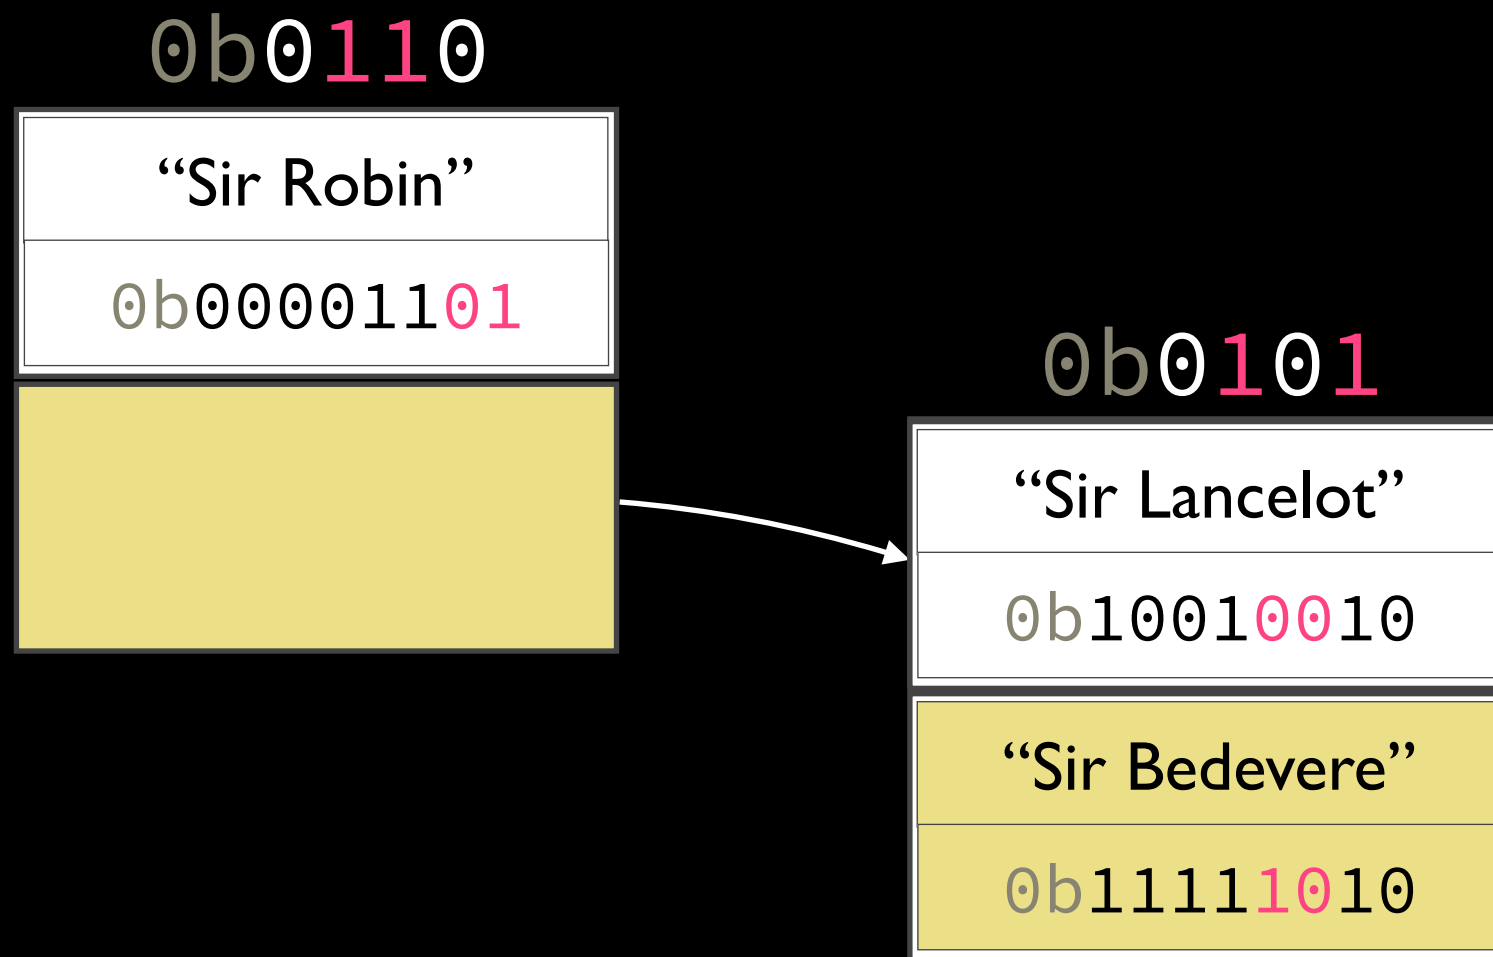 0b0110
“Sir Robin”
0b00001101
0b0101
“Sir Lancelot”
0b10010010
“Sir Bedevere”
0b11111010